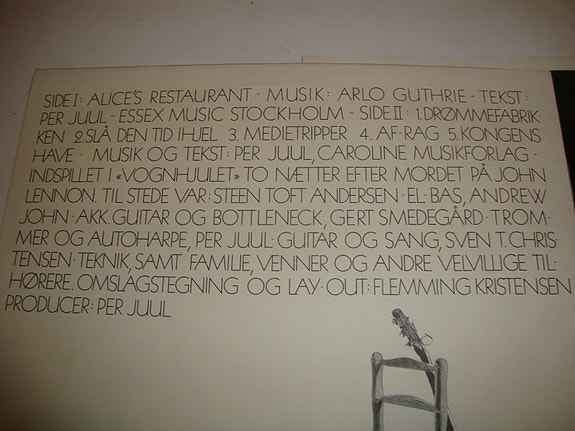 SIDE I: ALICE'S RESTAURANT - MUSIK: ARLO GUTHRIE - TEKST:
PER JUUL - ESSEX MUSIC STOCKHOLM - SIDE II: 1. DRØMMEFABRIK-
KEN 2. SLÅ DEN TID IHJEL 3. MEDIETRIPPER 4. AF-RAG 5. KONGENS
HAVE - MUSIK OG TEKST: PER JUUL, CAROLINE MUSIKFORLAG -
INDSPILLET I «VOGNHJULET» TO NÆTTER EFTER MORDET PÅ JOHN
LENNON. TIL STEDE VAR: STEEN TOFT ANDERSEN - EL. BAS, ANDREW
JOHN - AKK. GUITAR OG BOTTLENECK, GERT SMEDEGÅRD - TROM-
MER OG AUTOHARPE, PER JUUL - GUITAR OG SANG, SVEN T. CHRIS-
TENSEN - TEKNIK, SAMT FAMILIE, VENNER OG ANDRE VELVILLIGE TIL-
HØRERE. OMSLAGSTEGNING OG LAY-OUT: FLEMMING KRISTENSEN
PRODUCER: PER JUUL